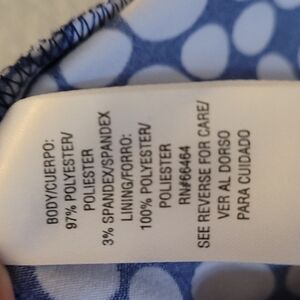 BODY/CUERPO:
97% POLYESTER/
POLIESTER
3% SPANDEX/SPANDEX
LINING/FORRO:
100% POLYESTER/
POLIESTER
RN#66464
SEE REVERSE FOR CARE/
VER AL DORSO
PARA CUIDADO